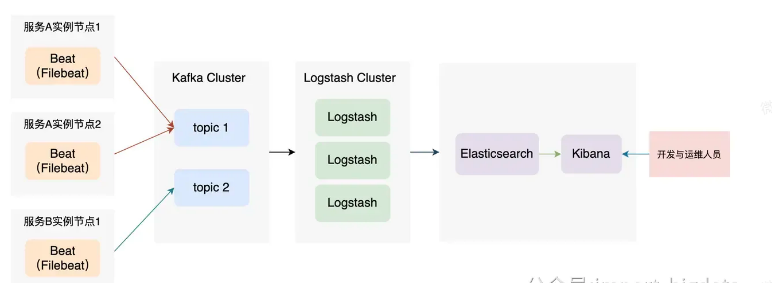 服务A实例节点1
Beat
（Filebeat）
服务A实例节点2
Beat
（Filebeat）
服务B实例节点1
Beat
（Filebeat）
Kafka Cluster
topic 1
topic 2
Logstash Cluster
Logstash
Logstash
Logstash
Elasticsearch
Kibana
开发与运维人员